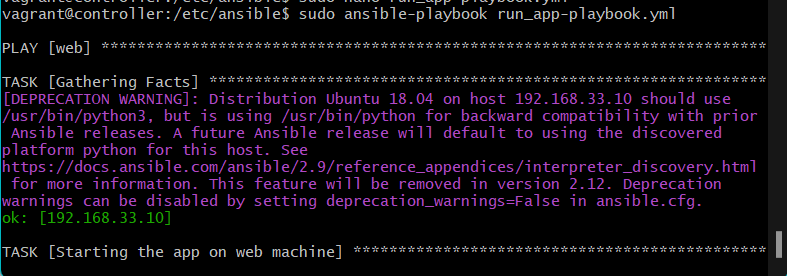 vagrant@controller:/etc/ansible$ sudo nano run_app-playbook.yml
vagrant@controller:/etc/ansible$ sudo ansible-playbook run_app-playbook.yml
PLAY [web] **************************************************************************
TASK [Gathering Facts] **************************************************************
[DEPRECATION WARNING]: Distribution Ubuntu 18.04 on host 192.168.33.10 should use
/usr/bin/python3, but is using /usr/bin/python for backward compatibility with prior
Ansible releases. A future Ansible release will default to using the discovered
platform python for this host. See
https://docs.ansible.com/ansible/2.9/reference_appendices/interpreter_discovery.html
for more information. This feature will be removed in version 2.12. Deprecation
warnings can be disabled by setting deprecation_warnings=False in ansible.cfg.
ok: [192.168.33.10]
TASK [Starting the app on web machine] **********************************************